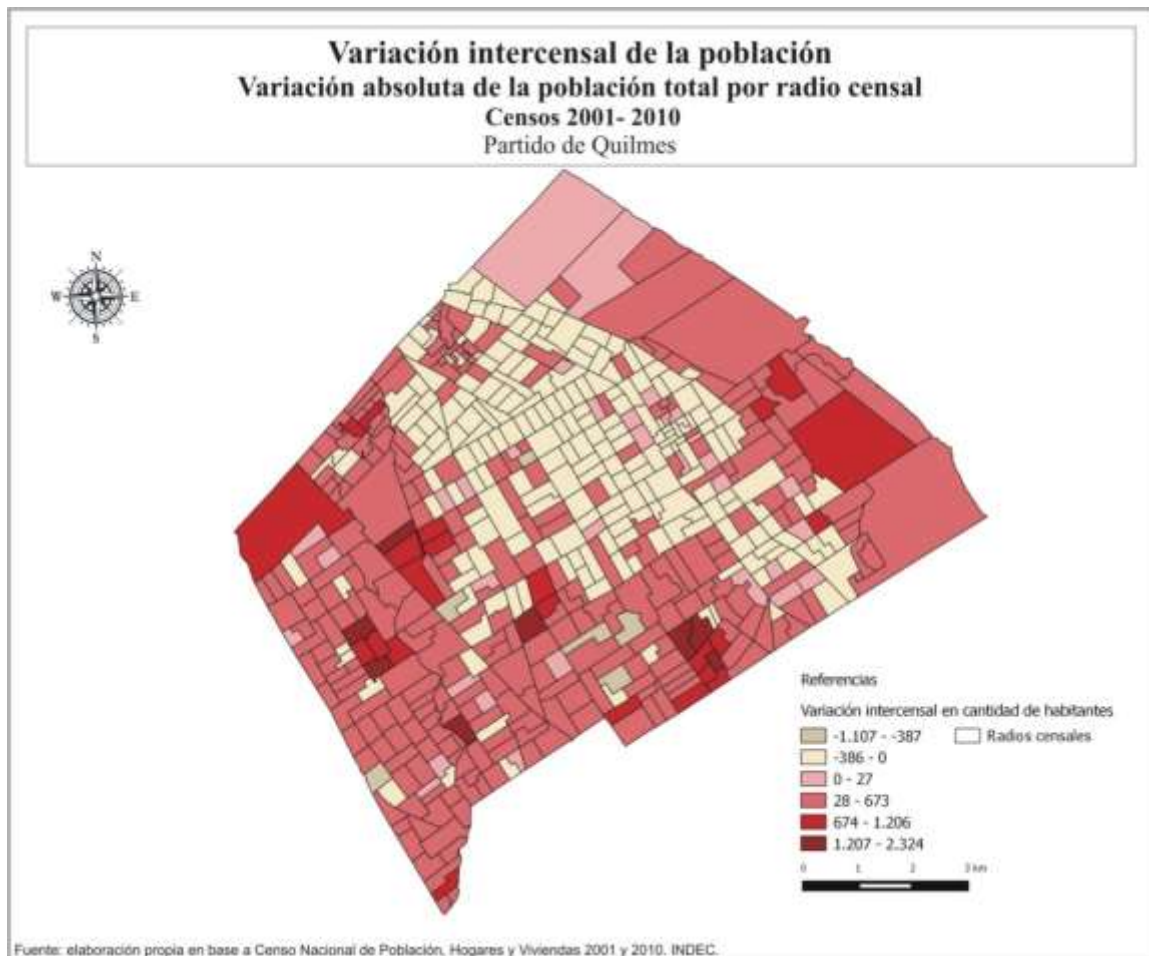 Variación intercensal de la población
Variación absoluta de la población total por radio censal
Censos 2001- 2010
Partido de Quilmes
N
W E
S
Referencias
Variación intercensal en cantidad de habitantes
-1.107 - -387 Radios censales
-386 - 0
0 - 27
28 - 673
674 - 1.206
1.207 - 2.324
0 1 2 3 km
Fuente: elaboración propia en base a Censo Nacional de Población, Hogares y Viviendas 2001 y 2010. INDEC.